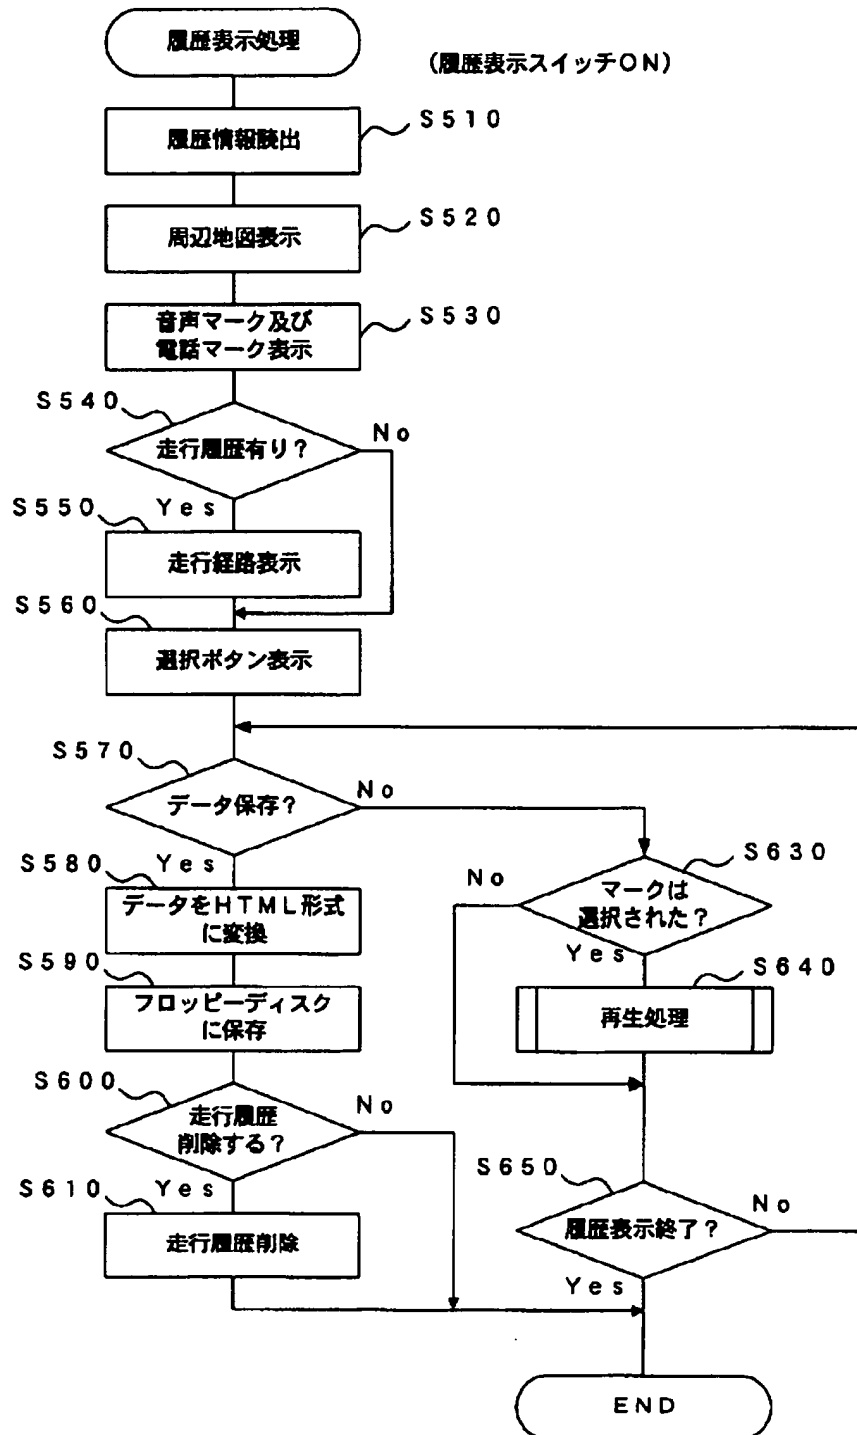 履歴表示処理
(履歴表示スイッチON)
履歴情報読出
S510
周辺地図表示
S520
音声マーク及び
電話マーク表示
S530
S540
走行履歴有り?
No
Yes
S550
走行経路表示
S560
選択ボタン表示
S570
データ保存?
No
Yes
S580
データをHTML形式
に変換
S590
フロッピーディスク
に保存
S600
走行履歴
削除する?
No
Yes
S610
走行履歴削除
S630
マークは
選択された?
No
Yes
S640
再生処理
S650
履歴表示終了?
No
Yes
END